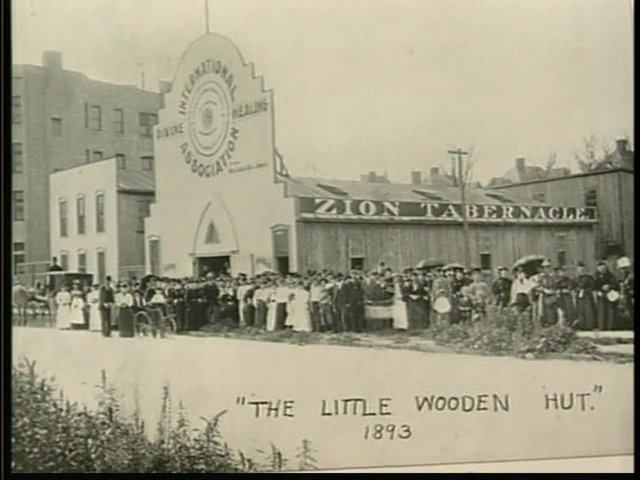 INTERNATIONAL
DIVINE HEALING
ASSOCIATION
ZION TABERNACLE.
"THE LITTLE WOODEN HUT."
1893